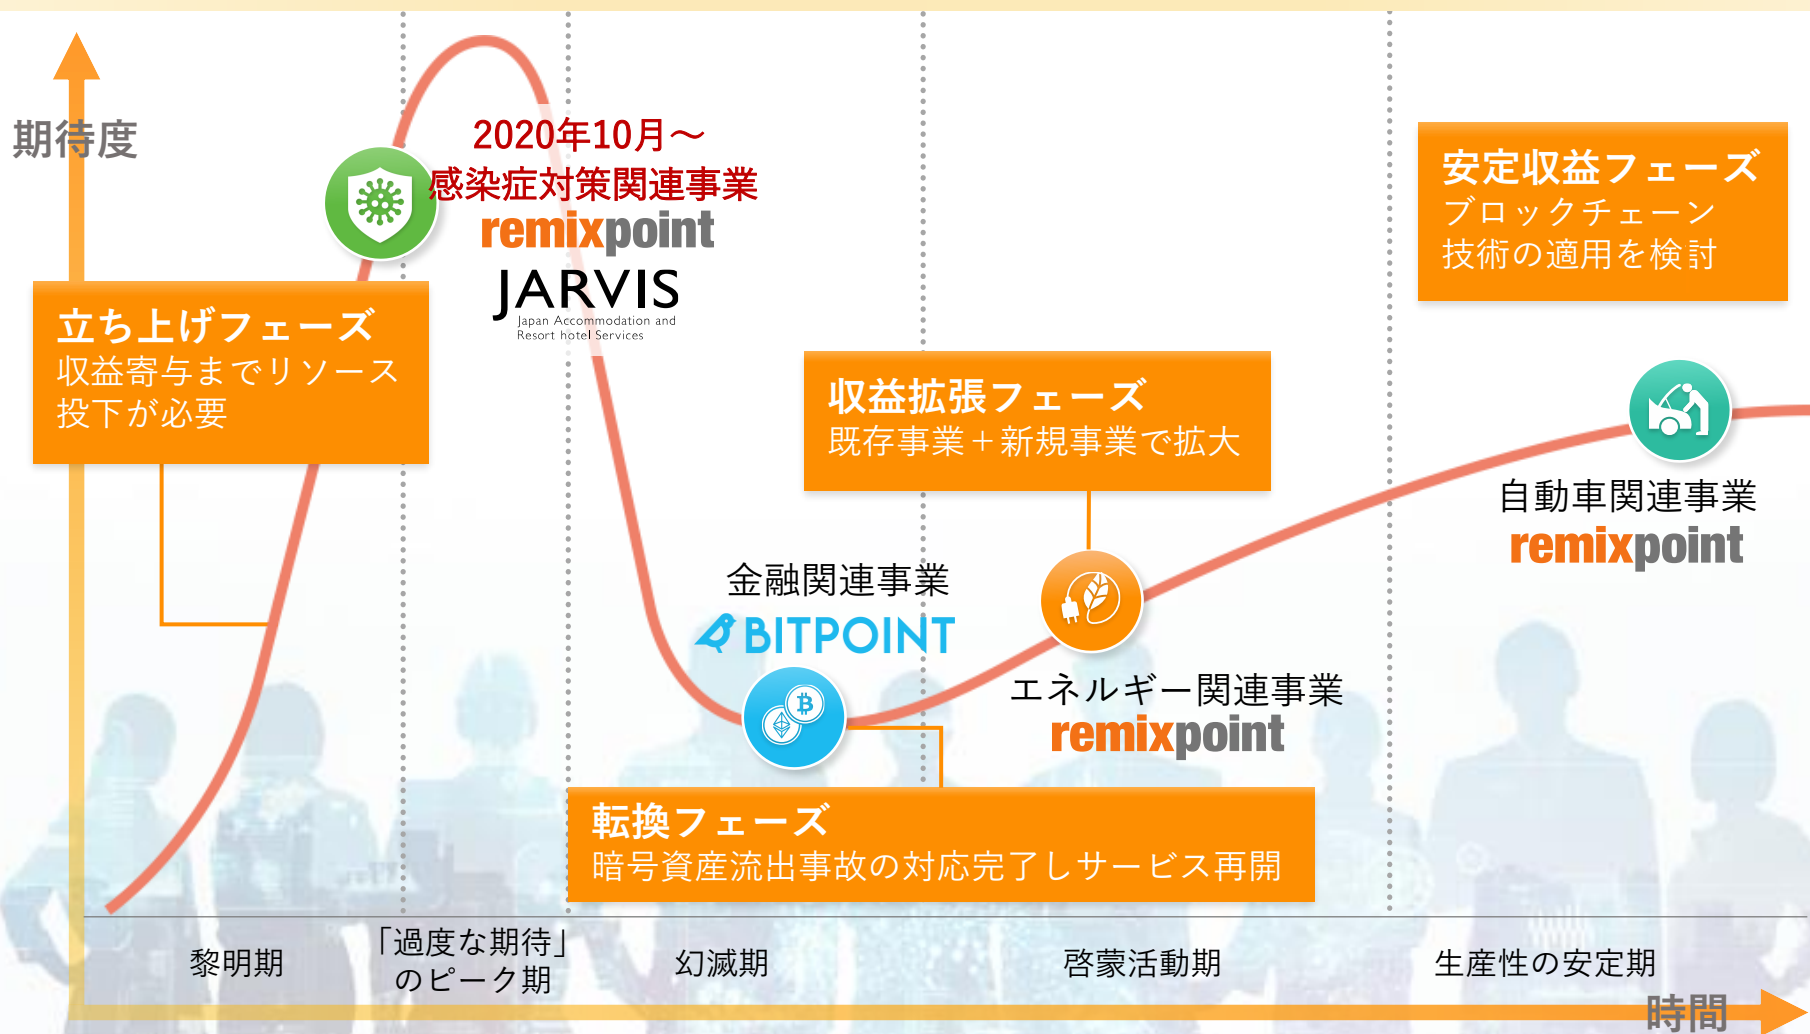 期待度
2020年10月～
感染症対策関連事業
remixpoint
JARVIS
Japan Accommodation and
Resort hotel Services
安定収益フェーズ
ブロックチェーン
技術の適用を検討
立ち上げフェーズ
収益寄与までリソース
投下が必要
収益拡張フェーズ
既存事業＋新規事業で拡大
自動車関連事業
remixpoint
金融関連事業
BITPOINT
エネルギー関連事業
remixpoint
転換フェーズ
暗号資産流出事故の対応完了しサービス再開
黎明期
「過度な期待」
のピーク期
幻滅期
啓蒙活動期
生産性の安定期
時間